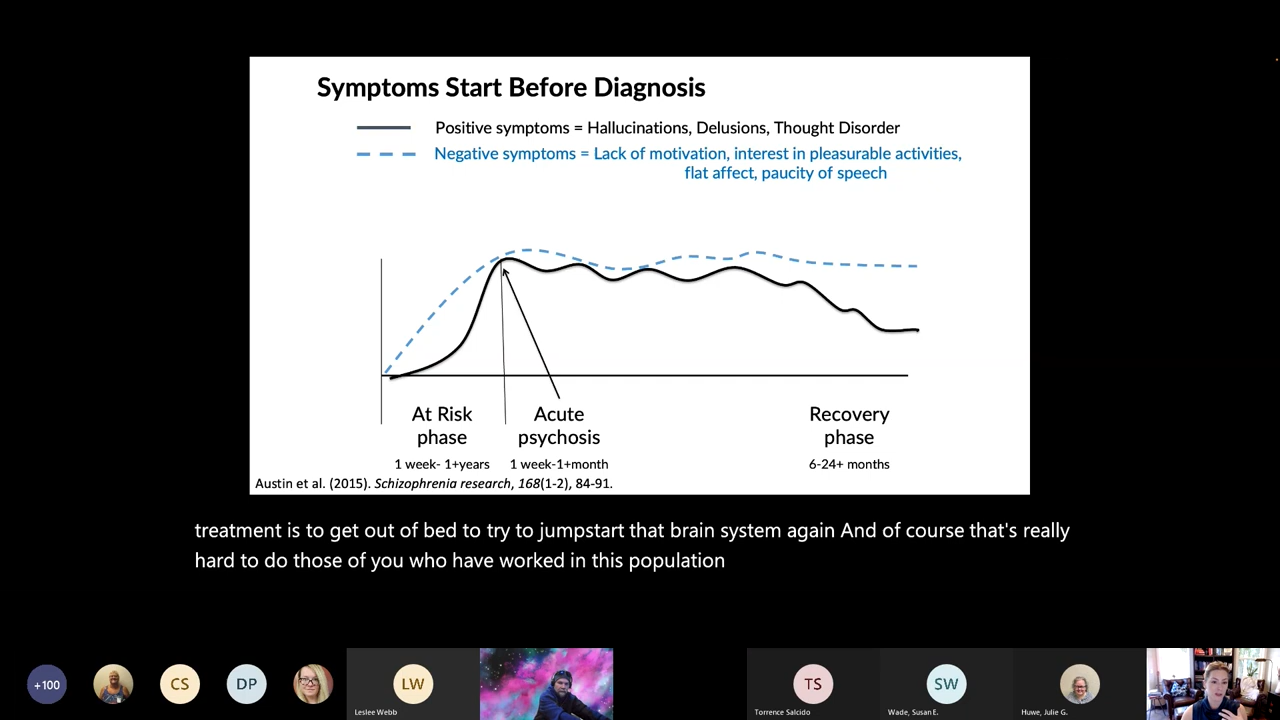 Symptoms Start Before Diagnosis
Positive symptoms = Hallucinations, Delusions, Thought Disorder
Negative symptoms = Lack of motivation, interest in pleasurable activities,
flat affect, paucity of speech
At Risk
phase
1 week- 1+years
Acute
psychosis
1 week-1+month
Recovery
phase
6-24+ months
Austin et al. (2015). Schizophrenia research, 168(1-2), 84-91.
treatment is to get out of bed to try to jumpstart that brain system again And of course that's really
hard to do those of you who have worked in this population
+100
CS
DP
LW
Leslee Webb
TS
Torrence Salcido
SW
Wade, Susan E.
Huwe, Julie G.